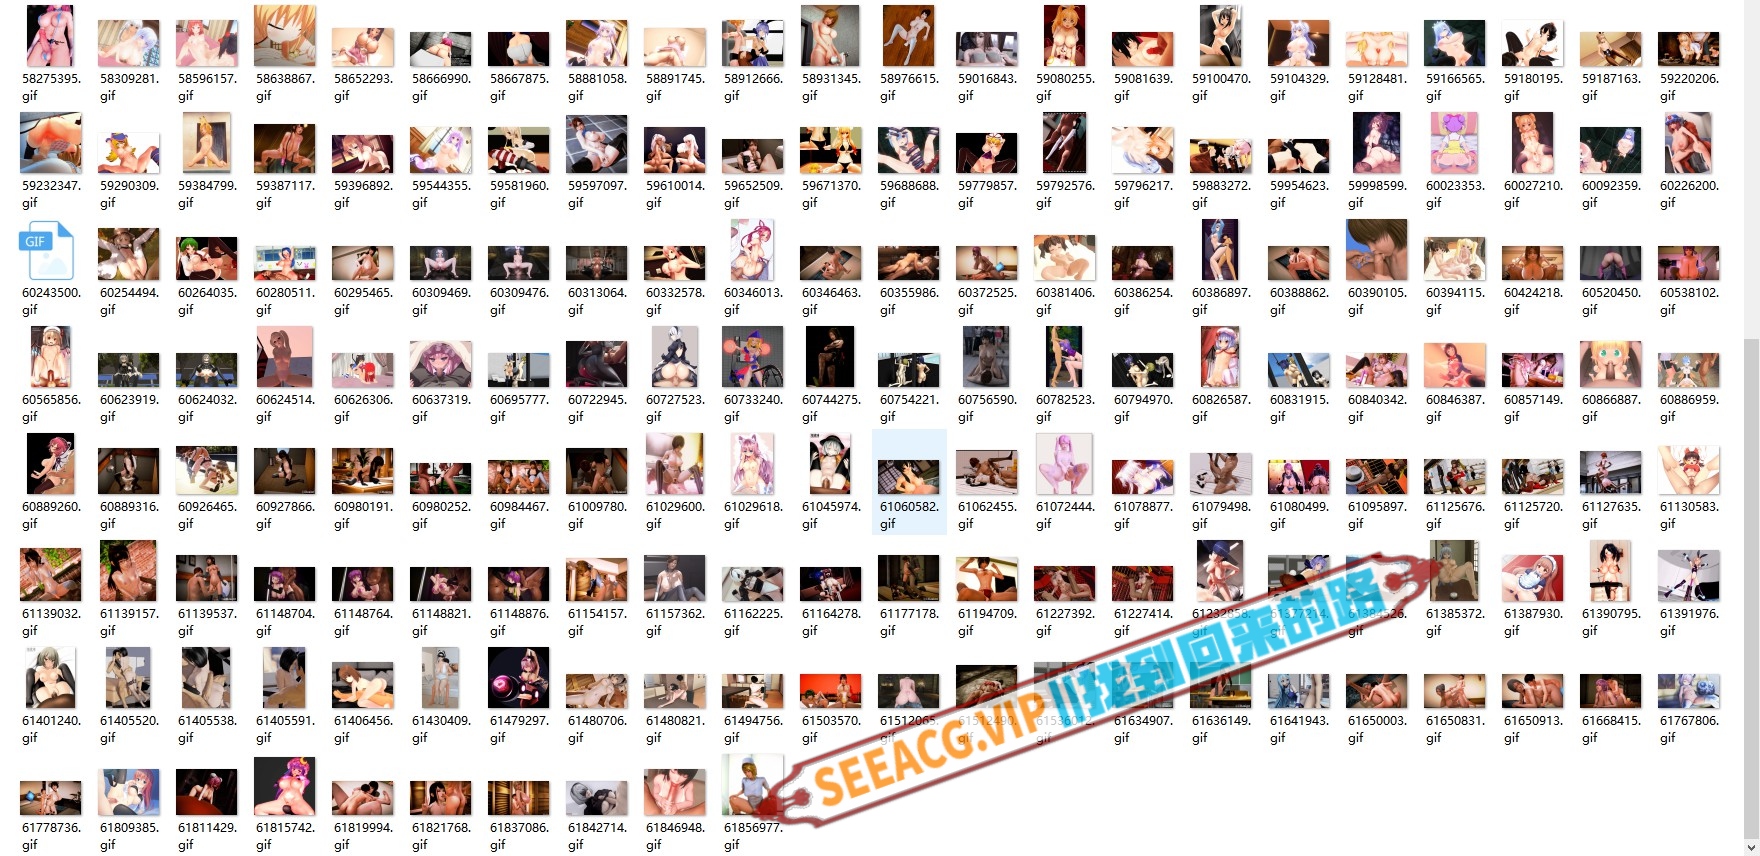 58275395. 58309281. 58596157. 58638867. 58652293. 58666990. 58667875. 58881058. 58891745. 58912666. 58931345. 58976615. 59016843. 59080255. 59081639. 59100470. 59104329. 59128481. 59166565. 59180195. 59187163. 59220206.
gif gif gif gif gif gif gif gif gif gif gif gif gif gif gif gif gif gif gif gif gif gif
59232347. 59290309. 59384799. 59387117. 59396892. 59544355. 59581960. 59597097. 59610014. 59652509. 59671370. 59688688. 59779857. 59792576. 59796217. 59883272. 59954623. 59998599. 60023353. 60027210. 60092359. 60226200.
gif gif gif gif gif gif gif gif gif gif gif gif gif gif gif gif gif gif gif gif gif gif
GIF
60243500. 60254494. 60264035. 60280511. 60295465. 60309469. 60309476. 60313064. 60332578. 60346013. 60346463. 60355986. 60372525. 60381406. 60386254. 60386897. 60388862. 60390105. 60394115. 60424218. 60520450. 60538102.
gif gif gif gif gif gif gif gif gif gif gif gif gif gif gif gif gif gif gif gif gif gif
60565856. 60623919. 60624032. 60624514. 60626306. 60637319. 60695777. 60722945. 60727523. 60733240. 60744275. 60754221. 60756590. 60782523. 60794970. 60826587. 60831915. 60840342. 60846387. 60857149. 60866887. 60886959.
gif gif gif gif gif gif gif gif gif gif gif gif gif gif gif gif gif gif gif gif gif gif
60889260. 60889316. 60926465. 60927866. 60980191. 60980252. 60984467. 61009780. 61029600. 61029618. 61045974. 61060582. 61062455. 61072444. 61078877. 61079498. 61080499. 61095897. 61125676. 61125720. 61127635. 61130583.
gif gif gif gif gif gif gif gif gif gif gif gif gif gif gif gif gif gif gif gif gif gif
61139032. 61139157. 61139537. 61148704. 61148764. 61148821. 61148876. 61154157. 61157362. 61162225. 61164278. 61177178. 61194709. 61227392. 61227414. 61385372. 61387930. 61390795. 61391976.
gif gif gif gif gif gif gif gif gif gif gif gif gif gif gif gif gif gif gif gif gif gif
61401240. 61405520. 61405538. 61405591. 61406456. 61430409. 61479297. 61480706. 61480821. 61494756. 61503570. 61512065. 61634907. 61636149. 61641943. 61650003. 61650831. 61650913. 61668415. 61767806.
gif gif gif gif gif gif gif gif gif gif gif gif gif gif gif gif gif gif gif gif gif gif
61778736. 61809385. 61811429. 61815742. 61819994. 61821768. 61837086. 61842714. 61846948. 61856977.
gif gif gif gif gif gif gif gif gif gif
SEEACG.VIP||找到回来的路